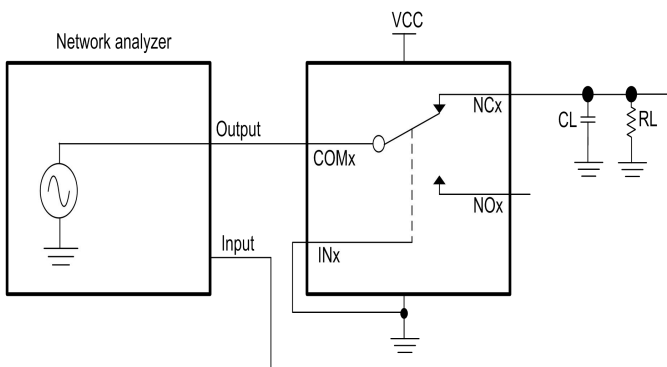 VCC
Network analyzer
Output
COMx
NCx
CL
RL
NOx
Input
INx